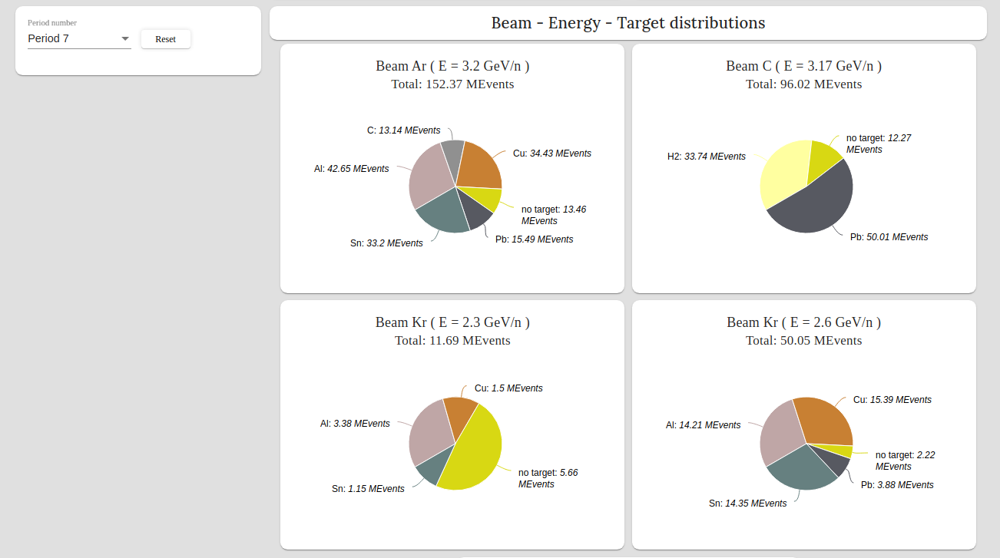 Period number
Period 7
Reset
Beam - Energy - Target distributions
Beam Ar ( E = 3.2 GeV/n )
Total: 152.37 MEvents
C: 13.14 MEvents
Cu: 34.43 MEvents
Al: 42.65 MEvents
no target: 13.46
MEvents
Pb: 15.49 MEvents
Sn: 33.2 MEvents
Beam C ( E = 3.17 GeV/n )
Total: 96.02 MEvents
no target: 12.27
MEvents
H2: 33.74 MEvents
Pb: 50.01 MEvents
Beam Kr ( E = 2.3 GeV/n )
Total: 11.69 MEvents
Cu: 1.5 MEvents
Al: 3.38 MEvents
no target: 5.66
MEvents
Sn: 1.15 MEvents
Beam Kr ( E = 2.6 GeV/n )
Total: 50.05 MEvents
Cu: 15.39 MEvents
Al: 14.21 MEvents
no target: 2.22
MEvents
Pb: 3.88 MEvents
Sn: 14.35 MEvents